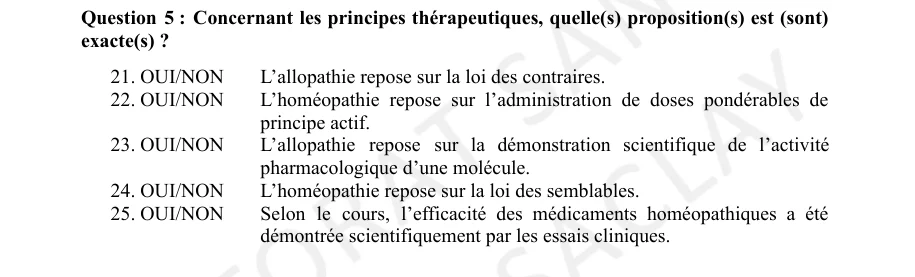 Question 5 : Concernant les principes thérapeutiques, quelle(s) proposition(s) est (sont)
exacte(s) ?
21. OUI/NON L'allopathie repose sur la loi des contraires.
22. OUI/NON L'homéopathie repose sur l'administration de doses pondérables de
principe actif.
23. OUI/NON L'allopathie repose sur la démonstration scientifique de l'activité
pharmacologique d'une molécule.
24. OUI/NON L'homéopathie repose sur la loi des semblables.
25. OUI/NON Selon le cours, l'efficacité des médicaments homéopathiques a été
démontrée scientifiquement par les essais cliniques.